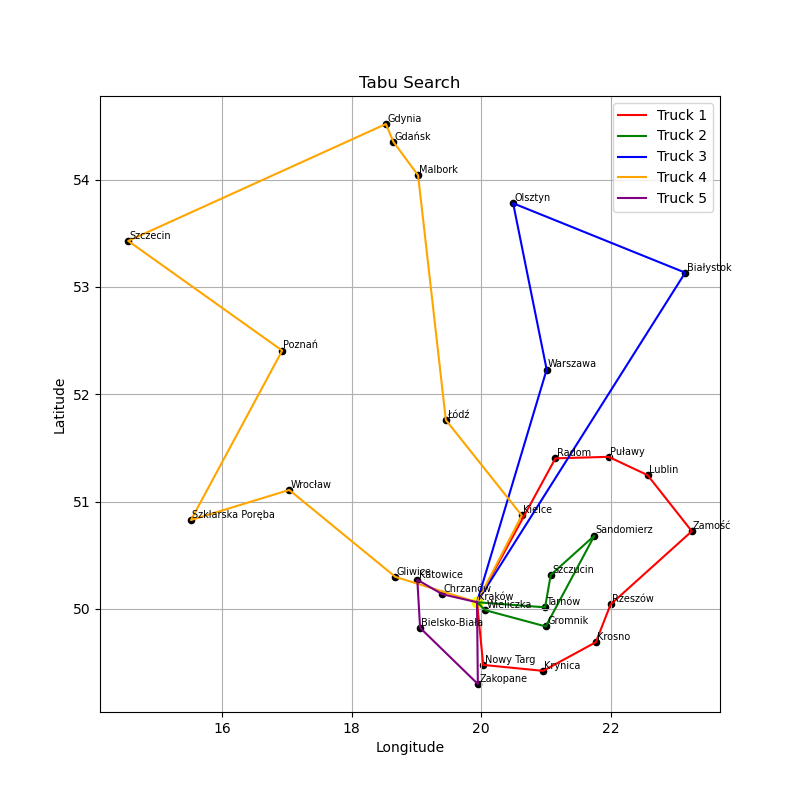 Tabu Search
Truck 1
Truck 2
Truck 3
Truck 4
Truck 5
Gdynia
Gdańsk
Malbork
Olsztyn
Szczecin
Białystok
Poznań
Warszawa
Łódź
Radom
Puławy
Lublin
Wrocław
Kielce
Szklarska Poręba
Zamość
Sandomierz
Gliwice
Katowice
Szczucin
Chrzanów
Kraków
Wieliczka
Tarnów
Rzeszów
Bielsko-Biała
Gromnik
Krosno
Nowy Targ
Krynica
Zakopane
54
53
52
51
50
Latitude
16
18
20
22
Longitude